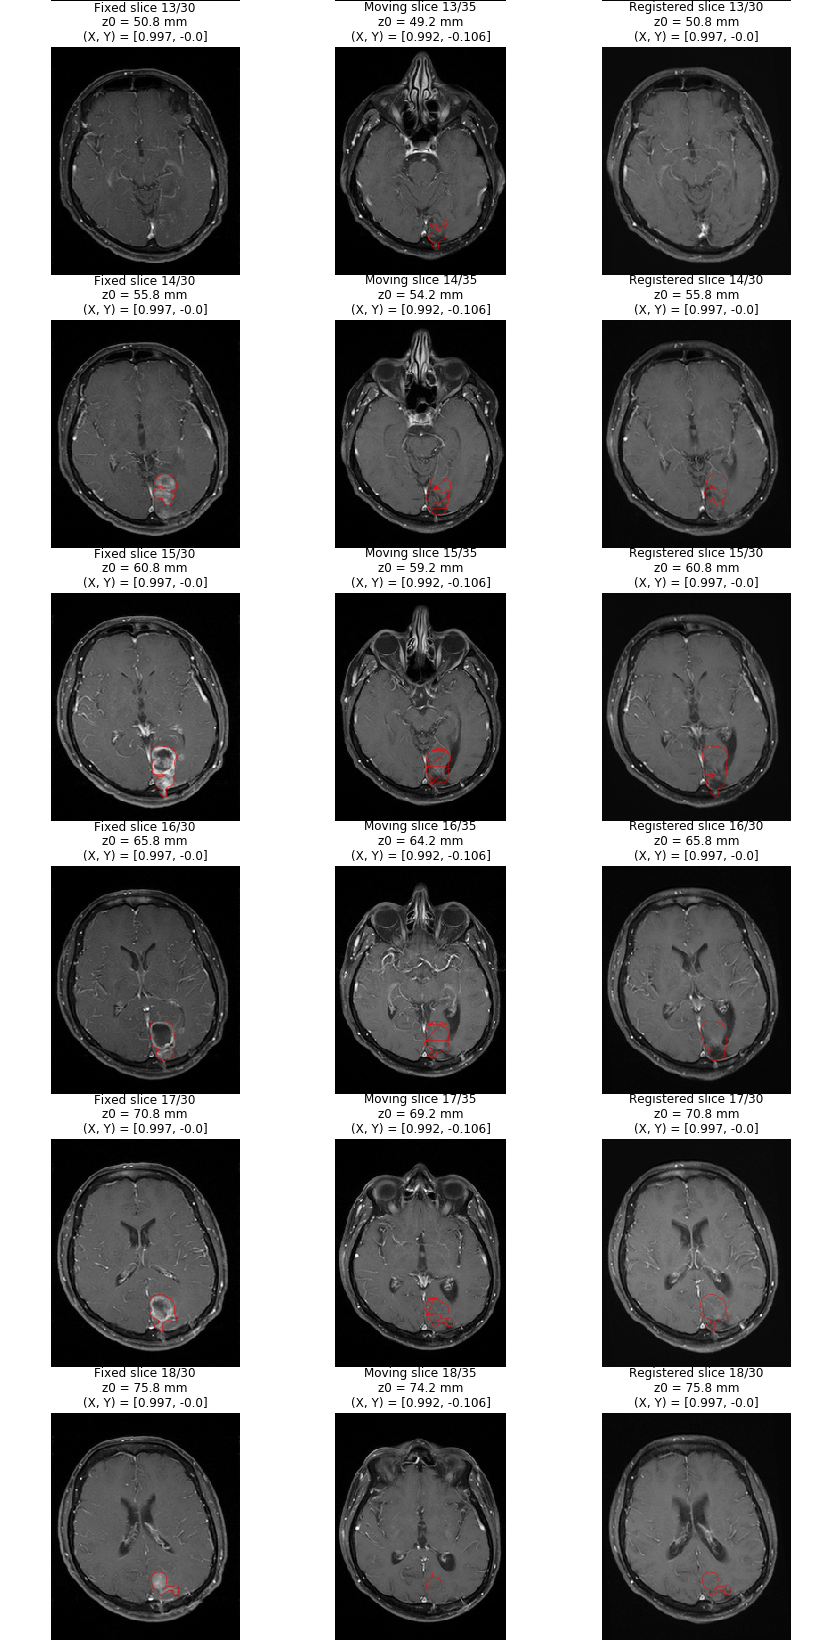 Fixed slice 13/30
z0 = 50.8 mm
(X, Y) = [0.997, -0.0]
Moving slice 13/35
z0 = 49.2 mm
(X, Y) = [0.992, -0.106]
Registered slice 13/30
z0 = 50.8 mm
(X, Y) = [0.997, -0.0]
Fixed slice 14/30
z0 = 55.8 mm
(X, Y) = [0.997, -0.0]
Moving slice 14/35
z0 = 54.2 mm
(X, Y) = [0.992, -0.106]
Registered slice 14/30
z0 = 55.8 mm
(X, Y) = [0.997, -0.0]
Fixed slice 15/30
z0 = 60.8 mm
(X, Y) = [0.997, -0.0]
Moving slice 15/35
z0 = 59.2 mm
(X, Y) = [0.992, -0.106]
Registered slice 15/30
z0 = 60.8 mm
(X, Y) = [0.997, -0.0]
Fixed slice 16/30
z0 = 65.8 mm
(X, Y) = [0.997, -0.0]
Moving slice 16/35
z0 = 64.2 mm
(X, Y) = [0.992, -0.106]
Registered slice 16/30
z0 = 65.8 mm
(X, Y) = [0.997, -0.0]
Fixed slice 17/30
z0 = 70.8 mm
(X, Y) = [0.997, -0.0]
Moving slice 17/35
z0 = 69.2 mm
(X, Y) = [0.992, -0.106]
Registered slice 17/30
z0 = 70.8 mm
(X, Y) = [0.997, -0.0]
Fixed slice 18/30
z0 = 75.8 mm
(X, Y) = [0.997, -0.0]
Moving slice 18/35
z0 = 74.2 mm
(X, Y) = [0.992, -0.106]
Registered slice 18/30
z0 = 75.8 mm
(X, Y) = [0.997, -0.0]